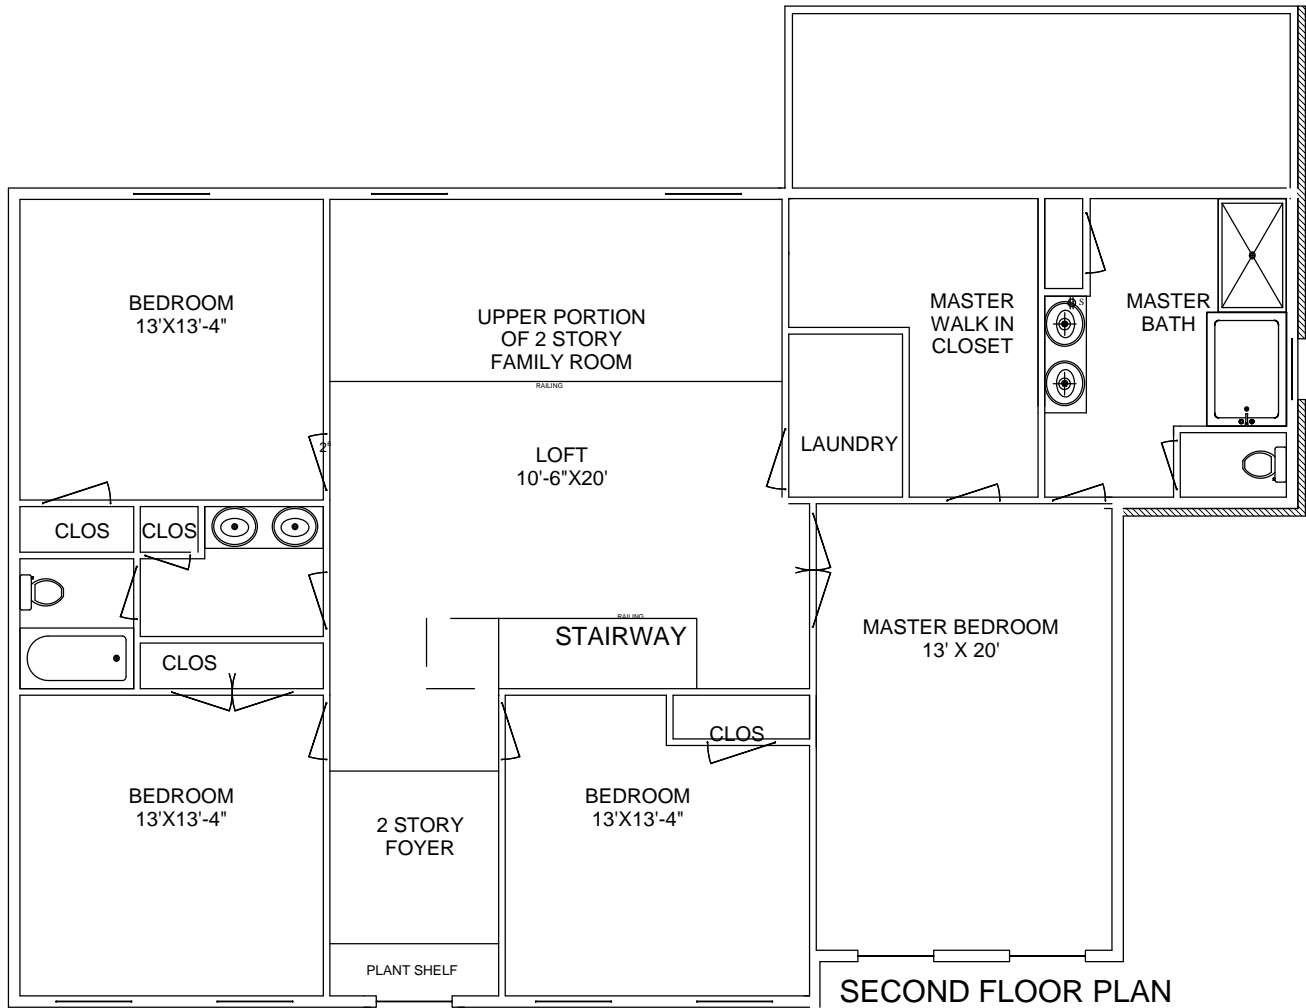 BEDROOM
13'X13'-4"
UPPER PORTION
OF 2 STORY
FAMILY ROOM
RAILING
MASTER
WALK IN
CLOSET
S
MASTER
BATH
LOFT
10'-6"X20'
LAUNDRY
CLOS
CLOS
RAILING
STAIRWAY
MASTER BEDROOM
13' X 20'
CLOS
CLOS
BEDROOM
13'X13'-4"
2 STORY
FOYER
BEDROOM
13'X13'-4"
PLANT SHELF
SECOND FLOOR PLAN